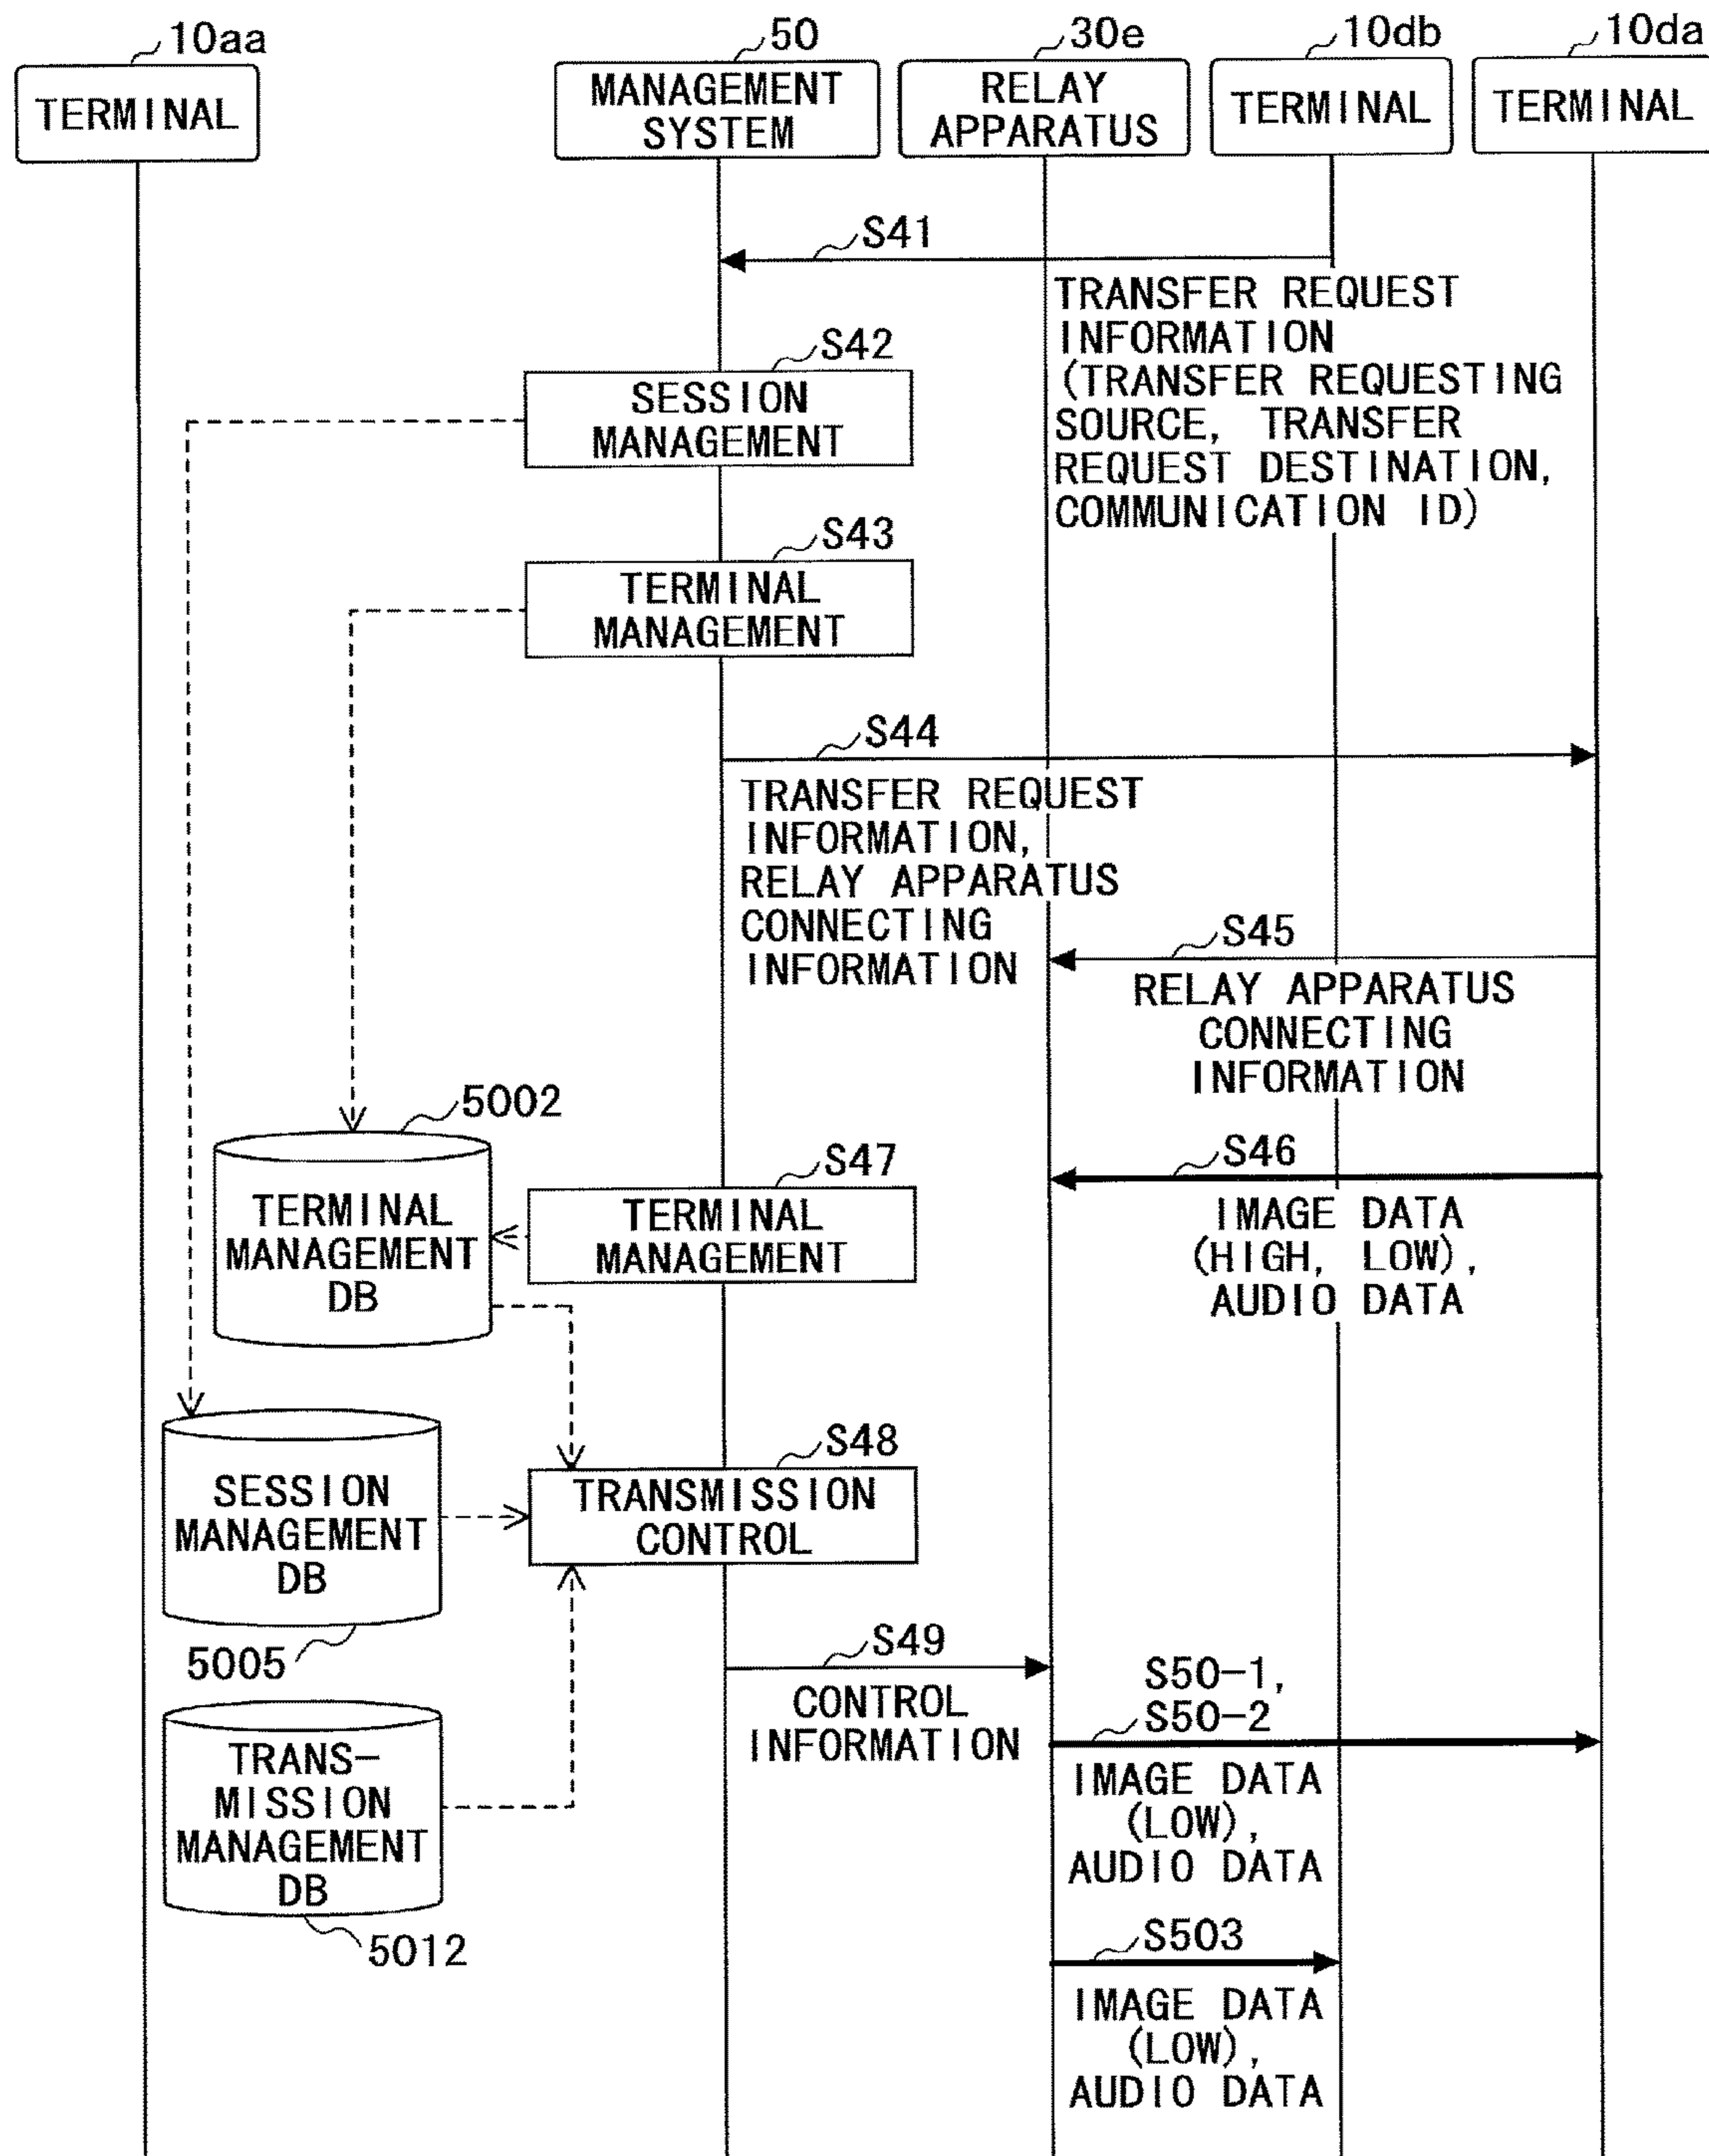 10aa
50
30e
10db
10da
TERMINAL
MANAGEMENT
SYSTEM
RELAY
APPARATUS
TERMINAL
TERMINAL
S41
TRANSFER REQUEST
INFORMATION
(TRANSFER REQUESTING
SOURCE, TRANSFER
REQUEST DESTINATION,
COMMUNICATION ID)
S42
SESSION
MANAGEMENT
S43
TERMINAL
MANAGEMENT
S44
TRANSFER REQUEST
INFORMATION,
RELAY APPARATUS
CONNECTING
INFORMATION
S45
RELAY APPARATUS
CONNECTING
INFORMATION
5002
TERMINAL
MANAGEMENT
DB
S47
TERMINAL
MANAGEMENT
S46
IMAGE DATA
(HIGH, LOW),
AUDIO DATA
SESSION
MANAGEMENT
DB
5005
S48
TRANSMISSION
CONTROL
S49
CONTROL
INFORMATION
S50-1,
S50-2
IMAGE DATA
(LOW),
AUDIO DATA
TRANS-
MISSION
MANAGEMENT
DB
5012
S503
IMAGE DATA
(LOW),
AUDIO DATA